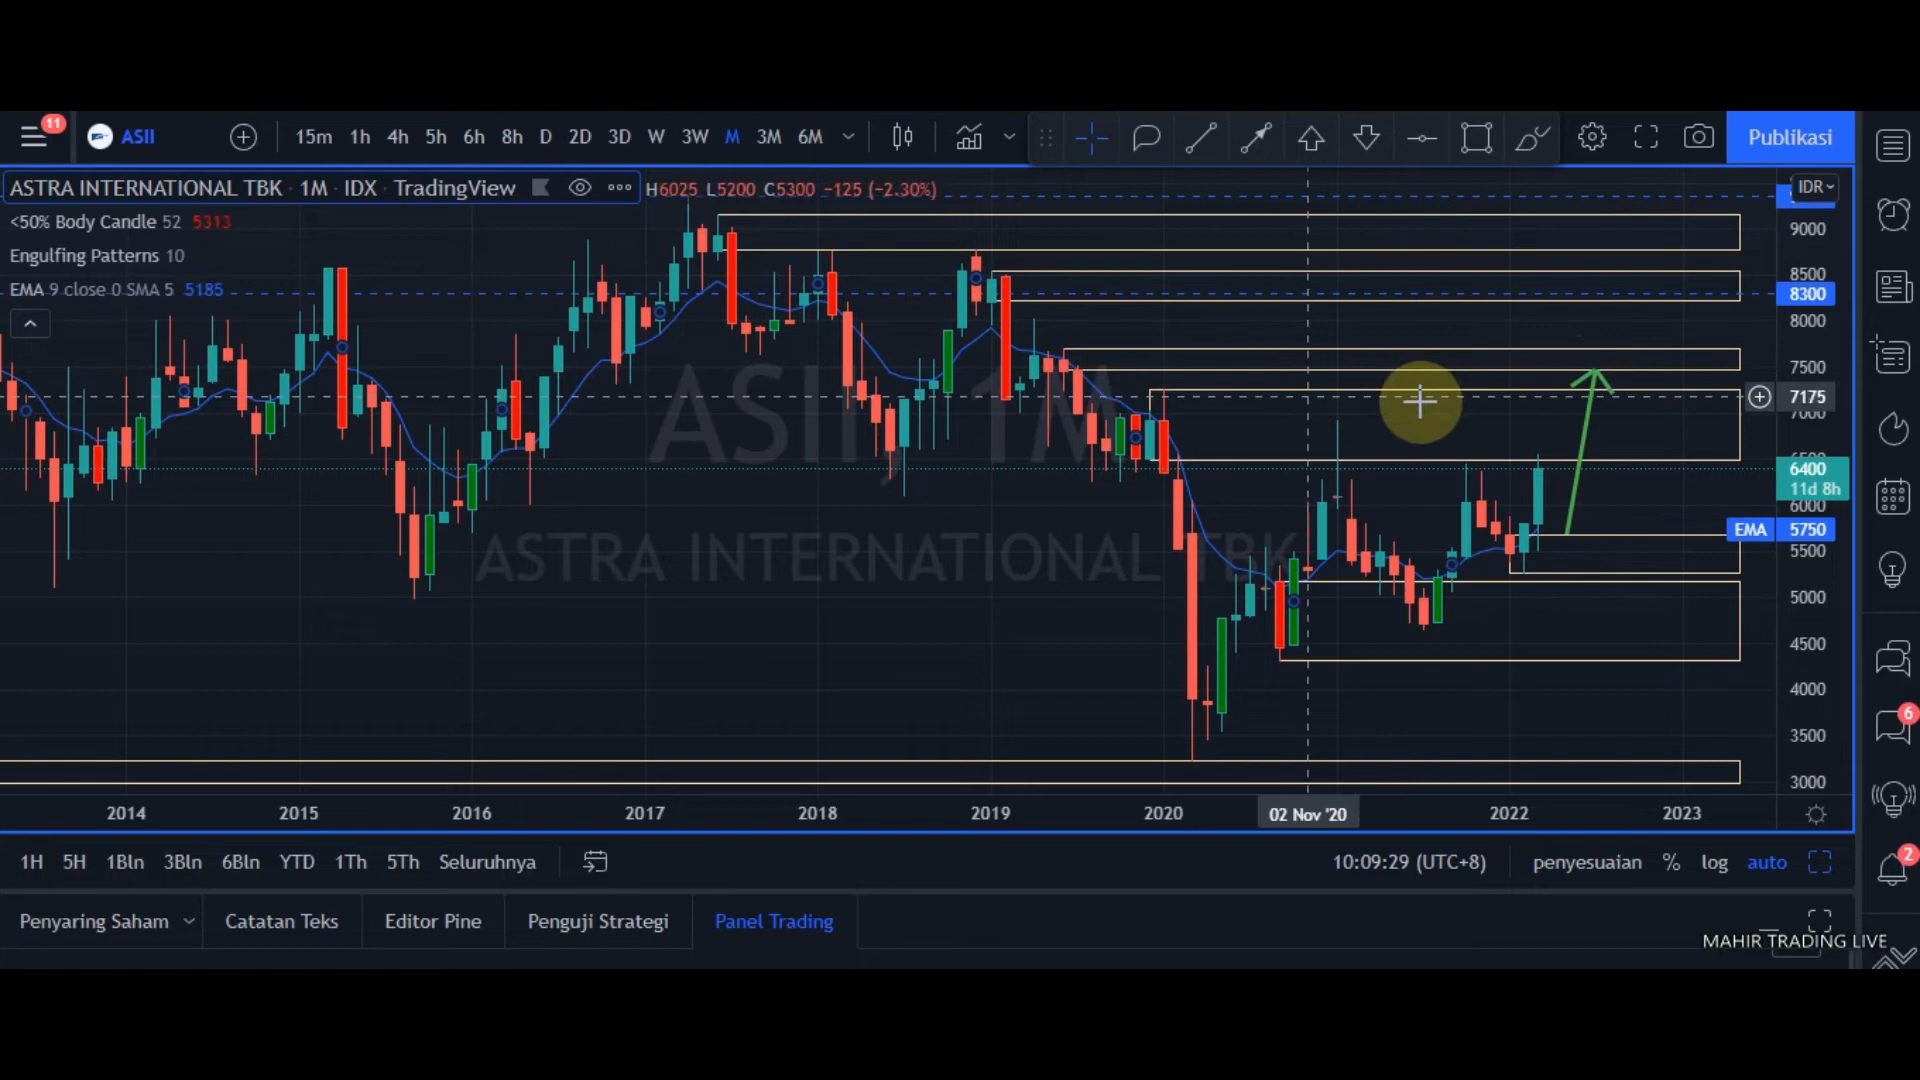 11 ASII 15m 1h 4h 5h 6h 8h D 2D 3D W 3W M 3M 6M Publikasi
ASTRA INTERNATIONAL TBK · 1M · IDX · TradingView H6025 L5200 C5300 −125 (−2.30%) IDR
<50% Body Candle 52 5313
Engulfing Patterns 10
EMA 9 close 0 SMA 5 5185
9000
8500
8300
8000
7500
7175
7000
6400
11d 8h
6000
EMA 5750
5500
5000
4500
4000
3500
3000
ASII, 1M
ASTRA INTERNATIONAL TBK
6
2014 2015 2016 2017 2018 2019 2020 02 Nov '20 2022 2023
1H 5H 1Bln 3Bln 6Bln YTD 1Th 5Th Seluruhnya 10:09:29 (UTC+8) penyesuaian % log auto
2
Penyaring Saham Catatan Teks Editor Pine Penguji Strategi Panel Trading
MAHIR TRADING LIVE